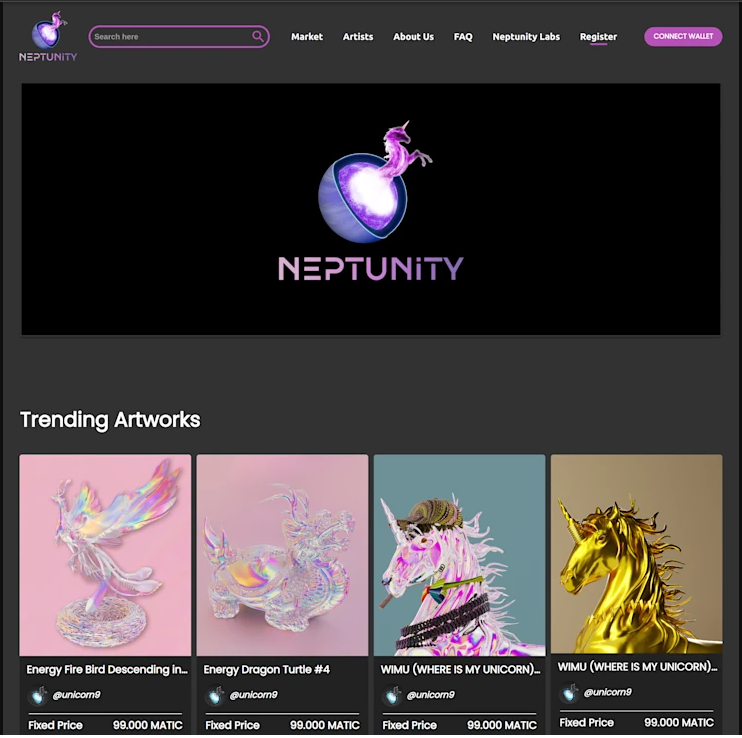 NEPTUNiTY
Search here
Market
Artists
About Us
FAQ
Neptunity Labs
Register
CONNECT WALLET
NEPTUNiTY
Trending Artworks
Energy Fire Bird Descending in...
@unicorn9
Fixed Price 99.000 MATIC
Energy Dragon Turtle #4
@unicorn9
Fixed Price 99.000 MATIC
WIMU (WHERE IS MY UNICORN)...
@unicorn9
Fixed Price 99.000 MATIC
WIMU (WHERE IS MY UNICORN)...
@unicorn9
Fixed Price 99.000 MATIC